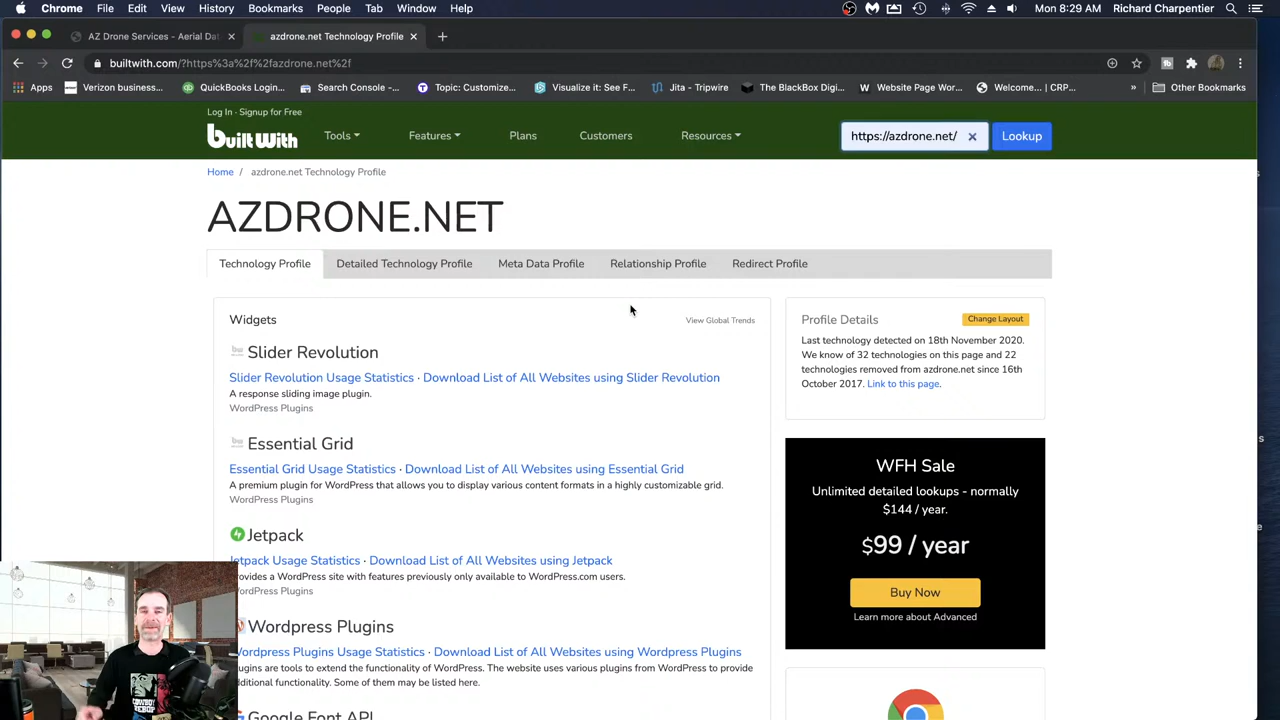 Chrome File Edit View History Bookmarks People Tab Window Help Mon 8:29 AM Richard Charpentier
AZ Drone Services - Aerial Dat azdrone.net Technology Profile
builtwith.com/?https%3a%2f%2fazdrone.net%2f
Apps Verizon business... QuickBooks Login... Search Console -... Topic: Customize... Visualize it: See F... Jita - Tripwire The BlackBox Digi... Website Page Wor... Welcome... | CRP... » Other Bookmarks
Log In · Signup for Free
built With Tools Features Plans Customers Resources https://azdrone.net/ Lookup
Home / azdrone.net Technology Profile
AZDRONE.NET
Technology Profile Detailed Technology Profile Meta Data Profile Relationship Profile Redirect Profile
Widgets View Global Trends
Slider Revolution
Slider Revolution Usage Statistics · Download List of All Websites using Slider Revolution
A response sliding image plugin.
WordPress Plugins
Essential Grid
Essential Grid Usage Statistics · Download List of All Websites using Essential Grid
A premium plugin for WordPress that allows you to display various content formats in a highly customizable grid.
WordPress Plugins
Jetpack
etpack Usage Statistics · Download List of All Websites using Jetpack
rovides a WordPress site with features previously only available to WordPress.com users.
ordPress Plugins
Wordpress Plugins
ordpress Plugins Usage Statistics · Download List of All Websites using Wordpress Plugins
ugins are tools to extend the functionality of WordPress. The website uses various plugins from WordPress to provide
ditional functionality. Some of them may be listed here.
Google Font API
Profile Details Change Layout
Last technology detected on 18th November 2020.
We know of 32 technologies on this page and 22
technologies removed from azdrone.net since 16th
October 2017. Link to this page.
WFH Sale
Unlimited detailed lookups - normally
$144 / year.
$99 / year
Buy Now
Learn more about Advanced